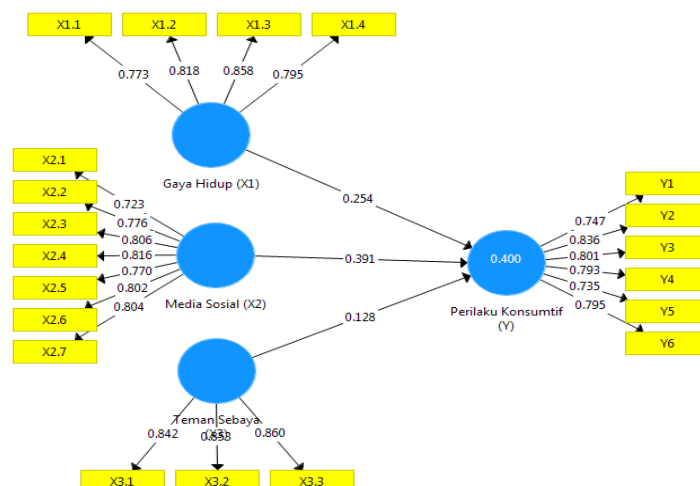 X1.1
X1.2
X1.3
X1.4
0.773
0.818
0.858
0.795
Gaya Hidup (X1)
X2.1
X2.2
X2.3
X2.4
X2.5
X2.6
X2.7
0.723
0.776
0.806
0.816
0.770
0.802
0.804
Media Sosial (X2)
0.254
0.391
0.128
0.400
Perilaku Konsumtif
(Y)
0.747
0.836
0.801
0.793
0.735
0.795
Y1
Y2
Y3
Y4
Y5
Y6
Teman Sebaya
0.842
0.860
X3.1
X3.2
X3.3